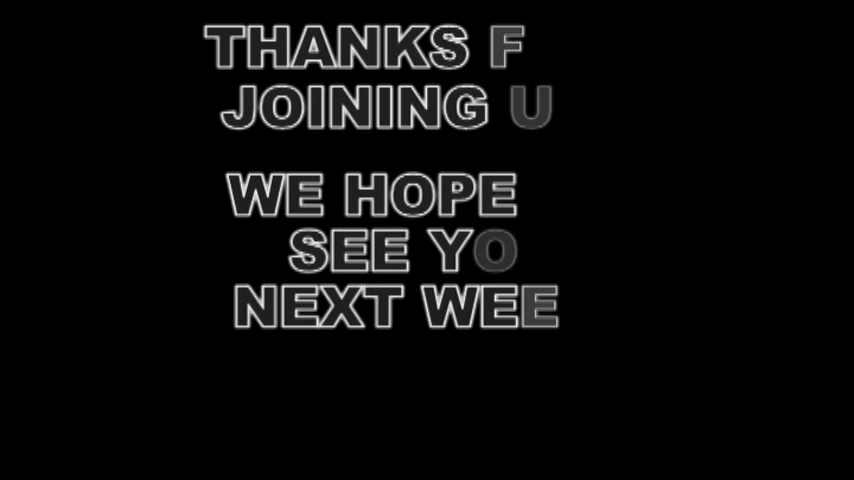 THANKS F
JOINING U
WE HOPE
SEE YO
NEXT WEE